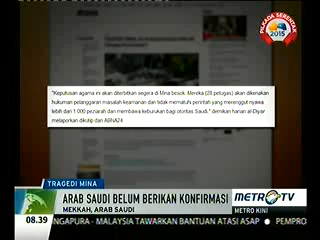 PILKADA SERENTAK
2015
"Keputusan agama ini akan diterbitkan segera di Mina besok. Mereka (28 petugas) akan dikenakan
hukuman pelanggaran masalah keamanan dan tidak mematuhi perintah yang merenggut nyawa
lebih dari 1.000 peziarah dan membawa keburukan bagi otoritas Saudi." demikian harian al-Diyar
melaporkan dikutip dari ABNA24
TRAGEDI MINA
ARAB SAUDI BELUM BERIKAN KONFIRMASI
MEKKAH, ARAB SAUDI
METRO TV
METRO KINI
08.39
NGAPURA - MALAYSIA TAWARKAN BANTUAN ATASI ASAP